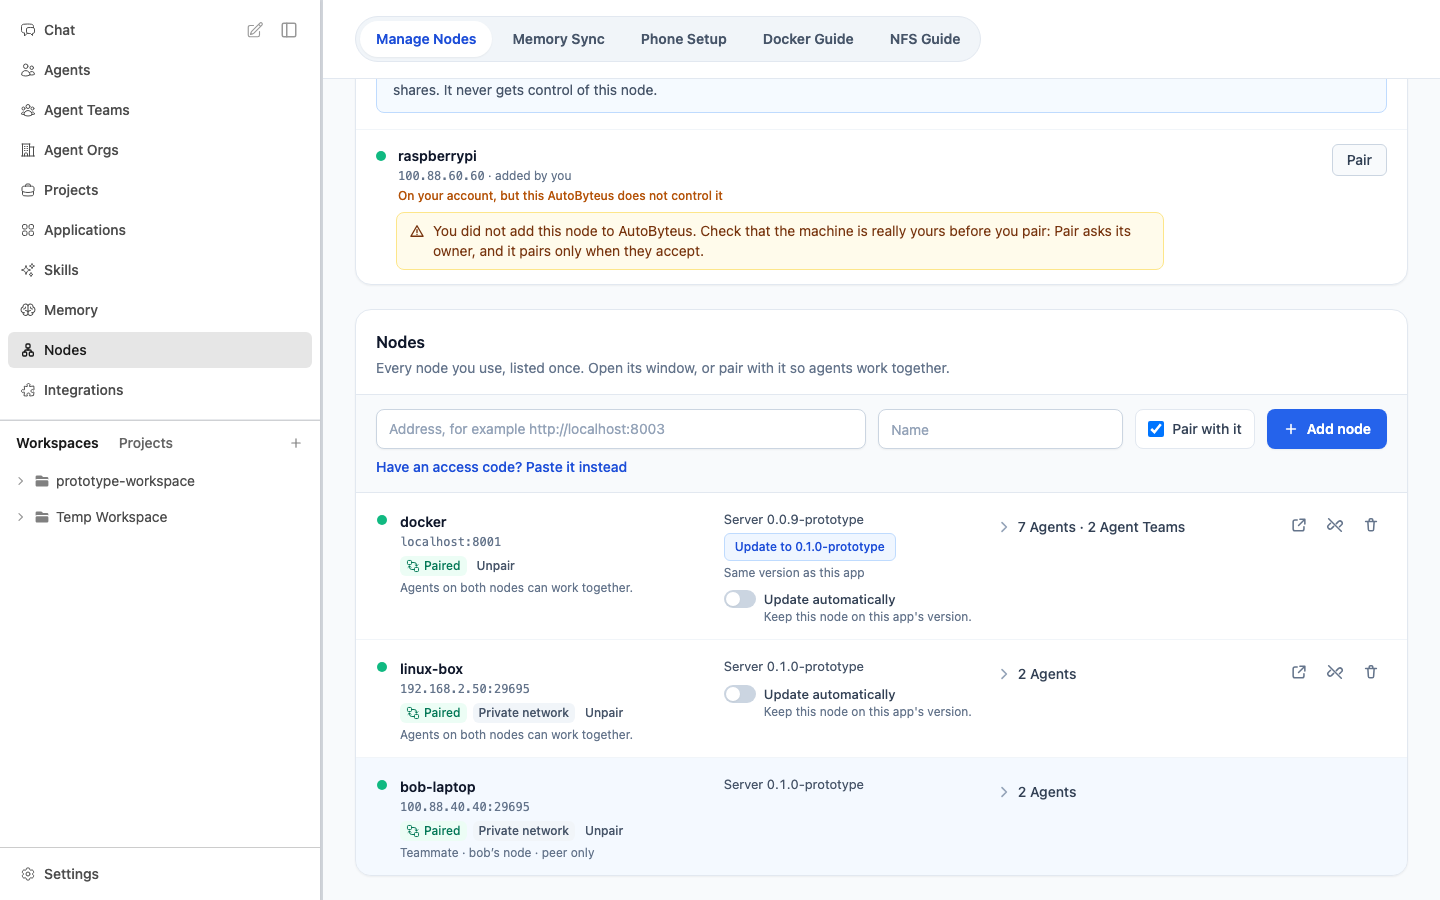 Chat
Agents
Agent Teams
Agent Orgs
Projects
Applications
Skills
Memory
Nodes
Integrations
Workspaces Projects
prototype-workspace
Temp Workspace
Settings
Manage Nodes Memory Sync Phone Setup Docker Guide NFS Guide
shares. It never gets control of this node.
raspberrypi
100.88.60.60 · added by you
On your account, but this AutoByteus does not control it
Pair
You did not add this node to AutoByteus. Check that the machine is really yours before you pair: Pair asks its
owner, and it pairs only when they accept.
Nodes
Every node you use, listed once. Open its window, or pair with it so agents work together.
Address, for example http://localhost:8003 Name Pair with it Add node
Have an access code? Paste it instead
docker
localhost:8001
Paired Unpair
Agents on both nodes can work together.
Server 0.0.9-prototype
Update to 0.1.0-prototype
Same version as this app
Update automatically
Keep this node on this app's version.
7 Agents · 2 Agent Teams
linux-box
192.168.2.50:29695
Paired Private network Unpair
Agents on both nodes can work together.
Server 0.1.0-prototype
Update automatically
Keep this node on this app's version.
2 Agents
bob-laptop
100.88.40.40:29695
Paired Private network Unpair
Teammate · bob’s node · peer only
Server 0.1.0-prototype
2 Agents